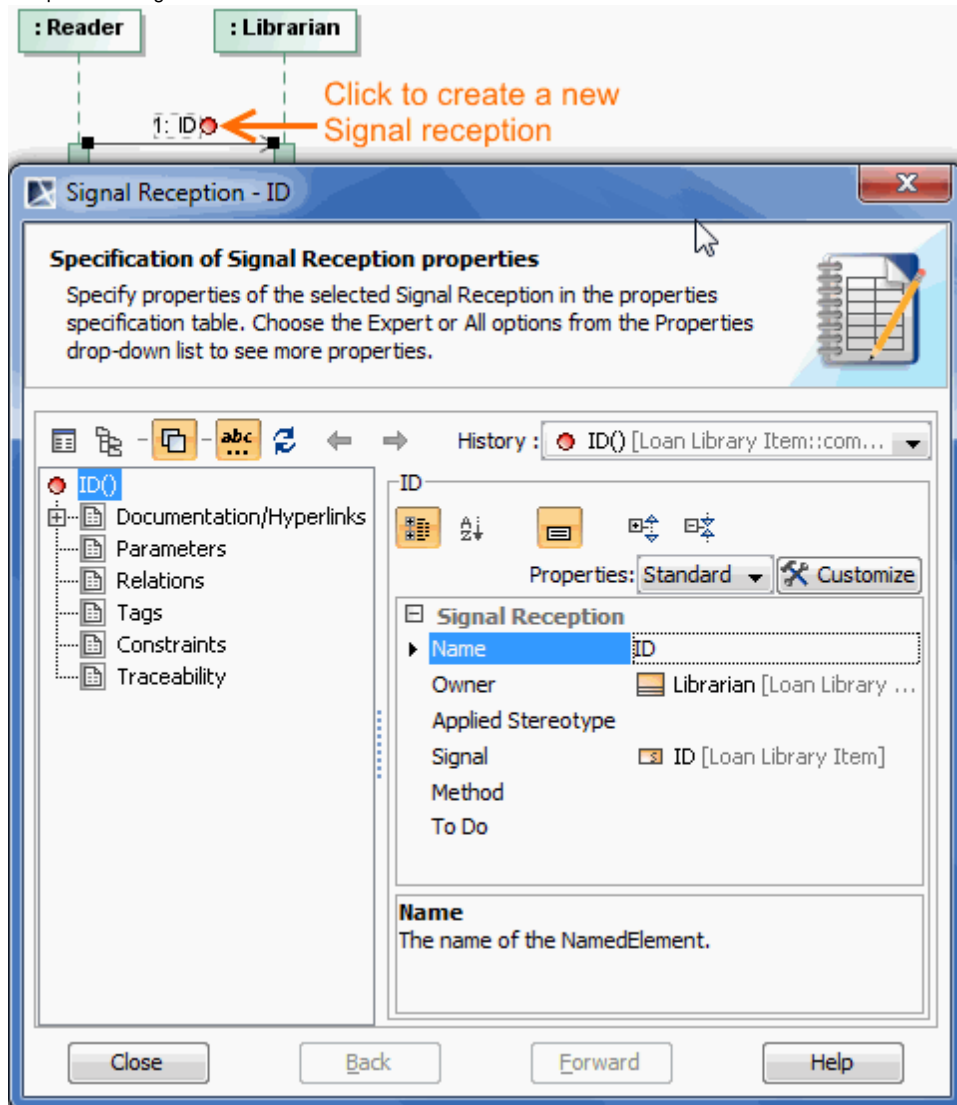 : Reader
: Librarian
Click to create a new
Signal reception
1: ID
Signal Reception - ID
Specification of Signal Reception properties
Specify properties of the selected Signal Reception in the properties
specification table. Choose the Expert or All options from the Properties
drop-down list to see more properties.
abc
History : ID() [Loan Library Item::com...
ID()
Documentation/Hyperlinks
Parameters
Relations
Tags
Constraints
Traceability
ID
Properties: Standard Customize
Signal Reception
Name ID
Owner Librarian [Loan Library ...
Applied Stereotype
Signal ID [Loan Library Item]
Method
To Do
Name
The name of the NamedElement.
Close Back Forward Help